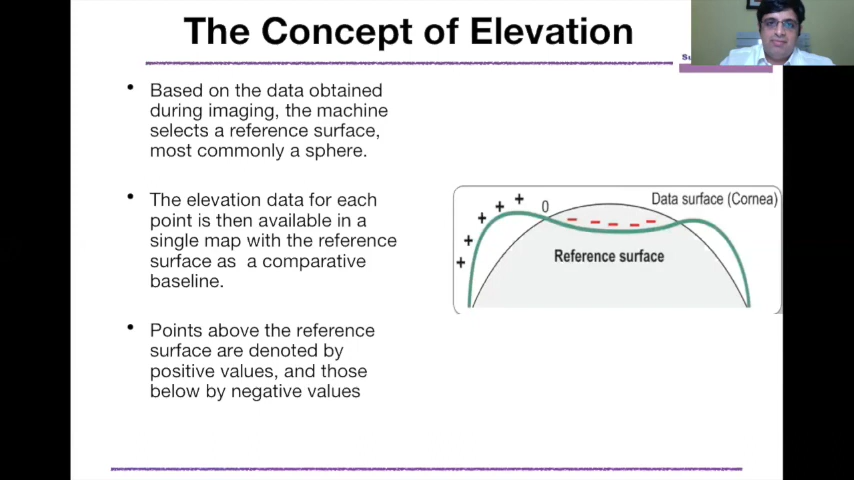 The Concept of Elevation
Su
• Based on the data obtained
during imaging, the machine
selects a reference surface,
most commonly a sphere.
• The elevation data for each
point is then available in a
single map with the reference
surface as a comparative
baseline.
• Points above the reference
surface are denoted by
positive values, and those
below by negative values
+ + + + +
0
– – – – –
Data surface (Cornea)
Reference surface